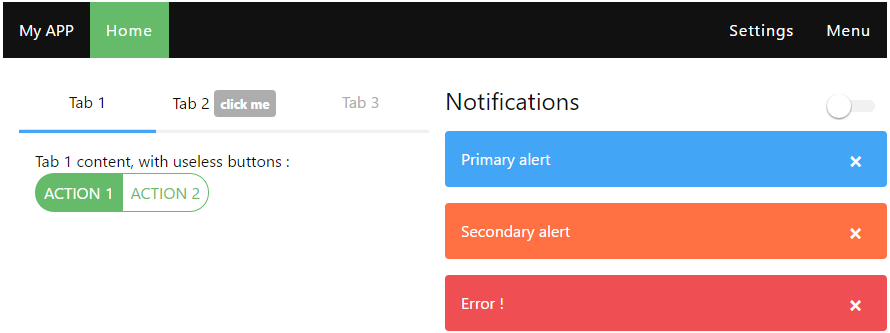 My APP Home Settings Menu
Tab 1 Tab 2 click me Tab 3
Tab 1 content, with useless buttons :
ACTION 1 ACTION 2
Notifications
Primary alert ×
Secondary alert ×
Error ! ×